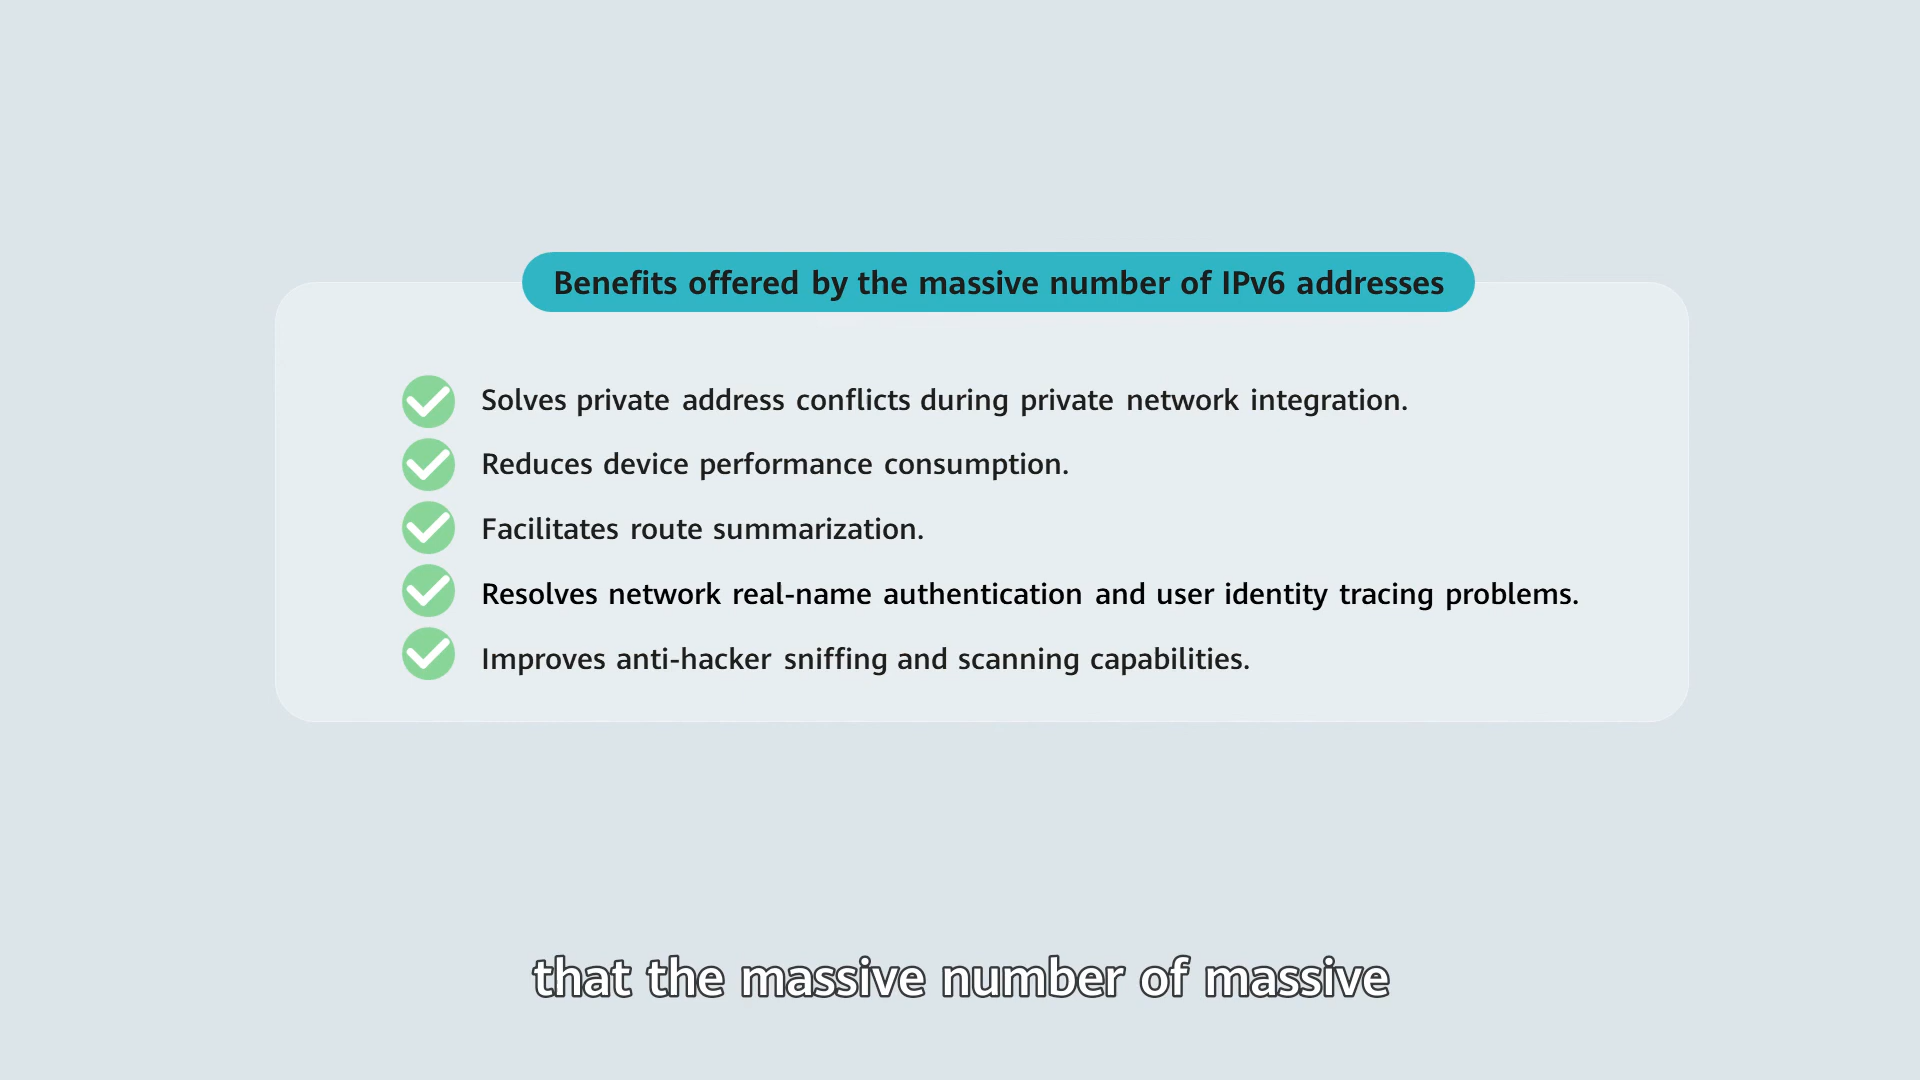 Benefits offered by the massive number of IPv6 addresses
Solves private address conflicts during private network integration.
Reduces device performance consumption.
Facilitates route summarization.
Resolves network real-name authentication and user identity tracing problems.
Improves anti-hacker sniffing and scanning capabilities.
that the massive number of massive